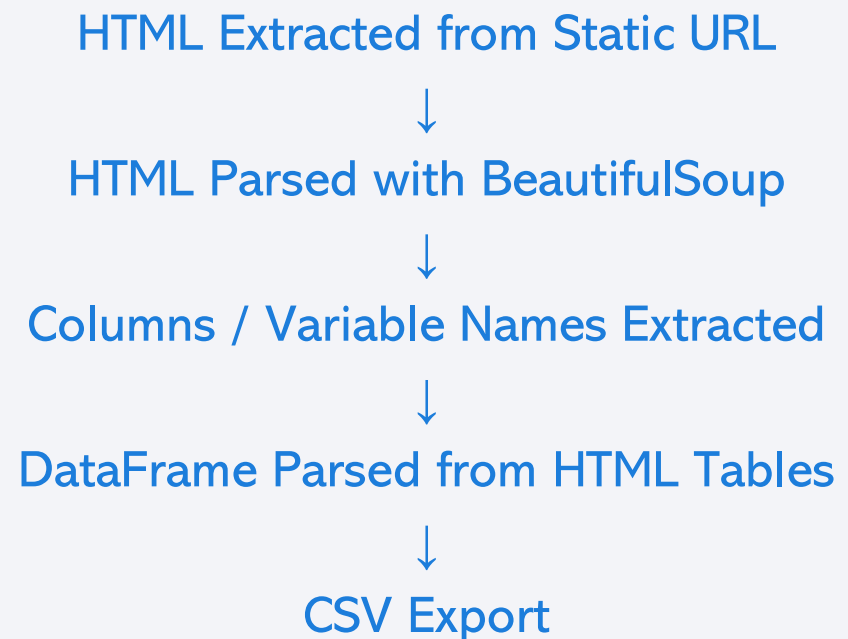 HTML Extracted from Static URL
↓
HTML Parsed with BeautifulSoup
↓
Columns / Variable Names Extracted
↓
DataFrame Parsed from HTML Tables
↓
CSV Export